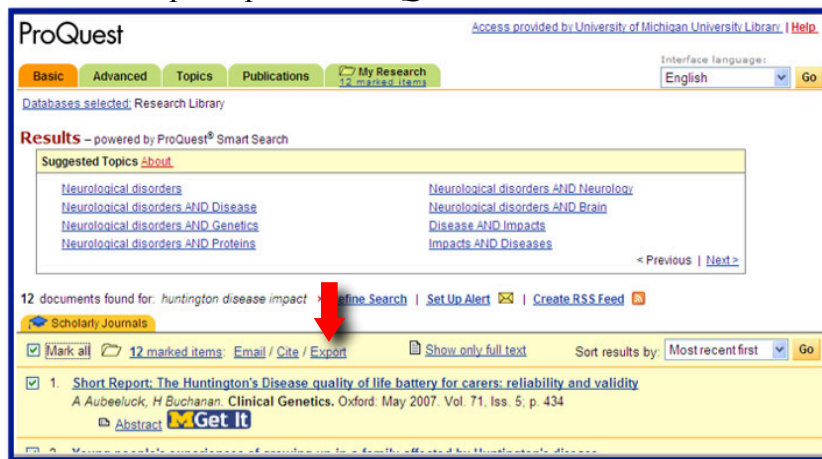 ProQuest
Access provided by University of Michigan University Library | Help
Interface language:
Basic Advanced Topics Publications My Research English Go
12 marked items
Databases selected: Research Library
Results – powered by ProQuest® Smart Search
Suggested Topics About
Neurological disorders Neurological disorders AND Neurology
Neurological disorders AND Disease Neurological disorders AND Brain
Neurological disorders AND Genetics Disease AND Impacts
Neurological disorders AND Proteins Impacts AND Diseases
< Previous | Next >
12 documents found for: huntington disease impact » Refine Search | Set Up Alert | Create RSS Feed
Scholarly Journals
Mark all 12 marked items: Email / Cite / Export Show only full text Sort results by: Most recent first Go
1. Short Report: The Huntington's Disease quality of life battery for carers: reliability and validity
A Aubeeluck, H Buchanan. Clinical Genetics. Oxford: May 2007. Vol. 71, Iss. 5; p. 434
Abstract MGet It